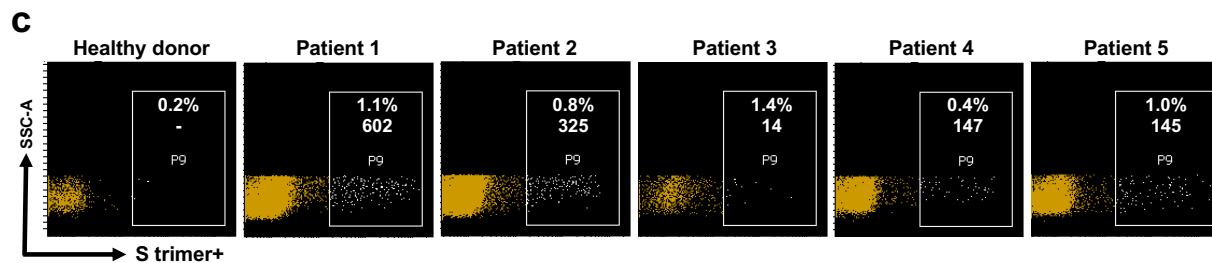 C
Healthy donor Patient 1 Patient 2 Patient 3 Patient 4 Patient 5
SSC-A
0.2% 1.1% 0.8% 1.4% 0.4% 1.0%
- 602 325 14 147 145
P9 P9 P9 P9 P9 P9
S trimer+